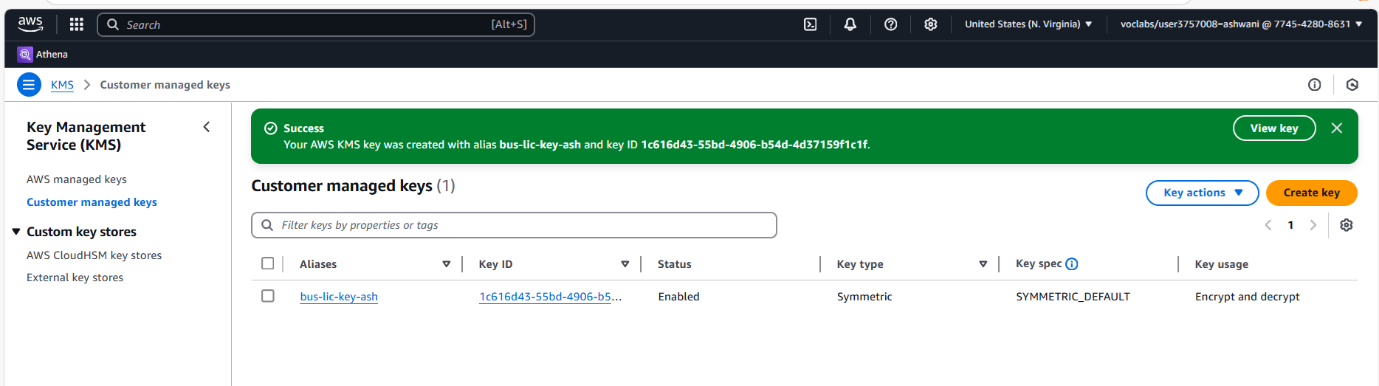 aws
Search [Alt+S] United States (N. Virginia) voclabs/user3757008=ashwani @ 7745-4280-8631
Athena
KMS Customer managed keys
Key Management Service (KMS)
AWS managed keys
Customer managed keys
Custom key stores
AWS CloudHSM key stores
External key stores
Success
Your AWS KMS key was created with alias bus-lic-key-ash and key ID 1c616d43-55bd-4906-b54d-4d37159f1c1f.
View key
Customer managed keys (1)
Key actions
Create key
Filter keys by properties or tags
1
Aliases Key ID Status Key type Key spec Key usage
bus-lic-key-ash 1c616d43-55bd-4906-b5... Enabled Symmetric SYMMETRIC_DEFAULT Encrypt and decrypt